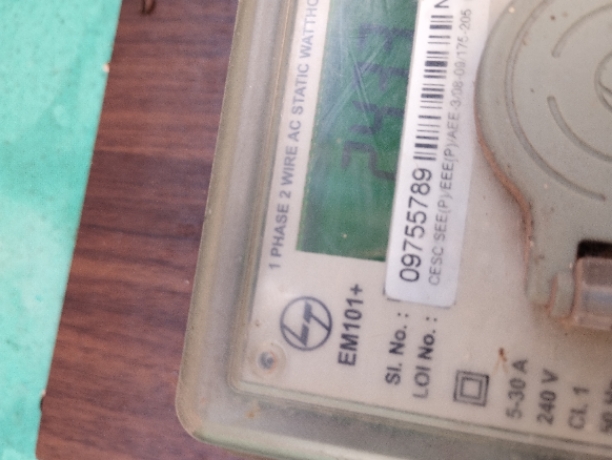 1 PHASE 2 WIRE AC STATIC WATTHO
09755789
CESC SEE(P)/EEE(P)/AEE-3/08-09/175-205
LT
EM101+
Sl. No. :
LOI No. :
5-30 A
240 V
Cl. 1